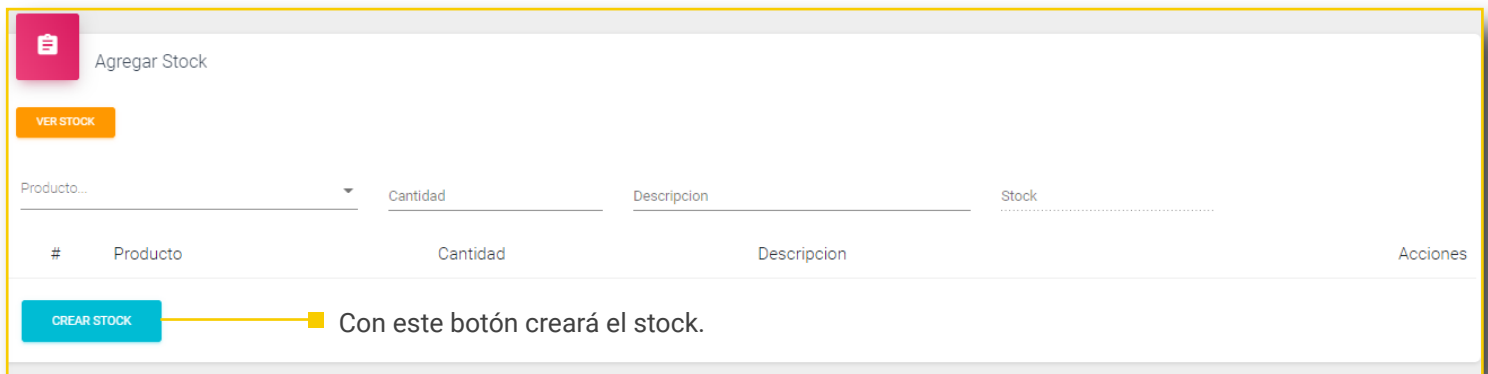 Agregar Stock
VER STOCK
Producto... Cantidad Descripcion Stock
# Producto Cantidad Descripcion Acciones
CREAR STOCK Con este botón creará el stock.